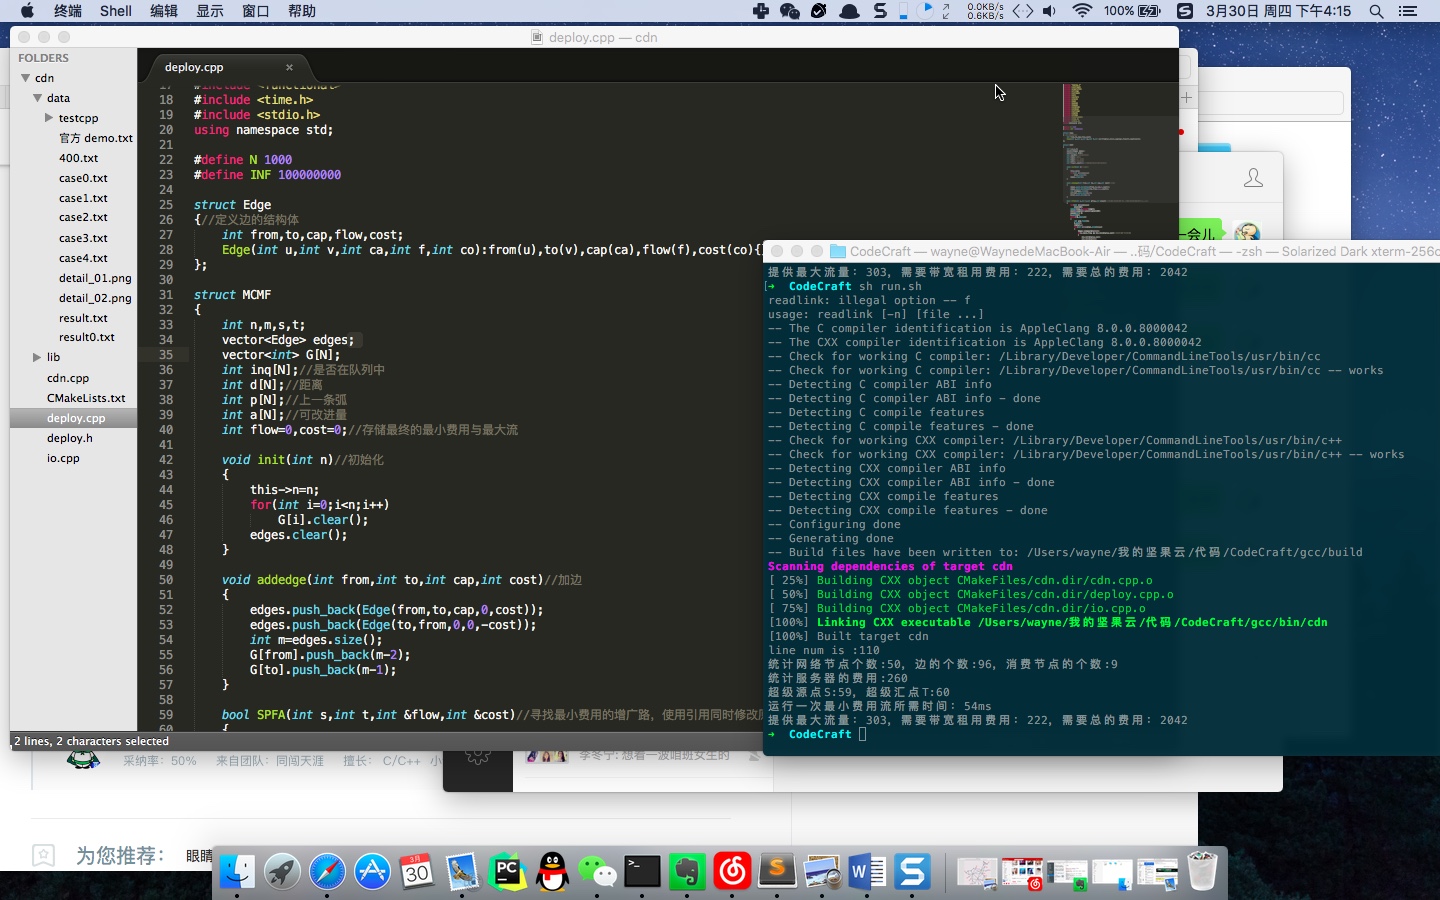 终端 Shell 编辑 显示 窗口 帮助
0.0KB/s
0.6KB/s
100%
3月30日 周四 下午4:15
deploy.cpp — cdn
FOLDERS
cdn
data
testcpp
官方 demo.txt
400.txt
case0.txt
case1.txt
case2.txt
case3.txt
case4.txt
detail_01.png
detail_02.png
result.txt
result0.txt
lib
cdn.cpp
CMakeLists.txt
deploy.cpp
deploy.h
io.cpp
deploy.cpp ×
17 #include <functional>
18 #include <time.h>
19 #include <stdio.h>
20 using namespace std;
21
22 #define N 1000
23 #define INF 100000000
24
25 struct Edge
26 {//定义边的结构体
27 int from,to,cap,flow,cost;
28 Edge(int u,int v,int ca,int f,int co):from(u),to(v),cap(ca),flow(f),cost(co){
29 };
30
31 struct MCMF
32 {
33 int n,m,s,t;
34 vector<Edge> edges;
35 vector<int> G[N];
36 int inq[N];//是否在队列中
37 int d[N];//距离
38 int p[N];//上一条弧
39 int a[N];//可改进量
40 int flow=0,cost=0;//存储最终的最小费用与最大流
41
42 void init(int n)//初始化
43 {
44 this->n=n;
45 for(int i=0;i<n;i++)
46 G[i].clear();
47 edges.clear();
48 }
49
50 void addedge(int from,int to,int cap,int cost)//加边
51 {
52 edges.push_back(Edge(from,to,cap,0,cost));
53 edges.push_back(Edge(to,from,0,0,-cost));
54 int m=edges.size();
55 G[from].push_back(m-2);
56 G[to].push_back(m-1);
57 }
58
59 bool SPFA(int s,int t,int &flow,int &cost)//寻找最小费用的增广路，使用引用同时修改
60 {
2 lines, 2 characters selected
一会儿
CodeCraft — wayne@WaynedeMacBook-Air — ..码/CodeCraft — -zsh — Solarized Dark xterm-256c
提供最大流量: 303, 需要带宽租用费用: 222, 需要总的费用: 2042
[➜ CodeCraft sh run.sh
readlink: illegal option -- f
usage: readlink [-n] [file ...]
-- The C compiler identification is AppleClang 8.0.0.8000042
-- The CXX compiler identification is AppleClang 8.0.0.8000042
-- Check for working C compiler: /Library/Developer/CommandLineTools/usr/bin/cc
-- Check for working C compiler: /Library/Developer/CommandLineTools/usr/bin/cc -- works
-- Detecting C compiler ABI info
-- Detecting C compiler ABI info - done
-- Detecting C compile features
-- Detecting C compile features - done
-- Check for working CXX compiler: /Library/Developer/CommandLineTools/usr/bin/c++
-- Check for working CXX compiler: /Library/Developer/CommandLineTools/usr/bin/c++ -- works
-- Detecting CXX compiler ABI info
-- Detecting CXX compiler ABI info - done
-- Detecting CXX compile features
-- Detecting CXX compile features - done
-- Configuring done
-- Generating done
-- Build files have been written to: /Users/wayne/我的坚果云/代码/CodeCraft/gcc/build
Scanning dependencies of target cdn
[ 25%] Building CXX object CMakeFiles/cdn.dir/cdn.cpp.o
[ 50%] Building CXX object CMakeFiles/cdn.dir/deploy.cpp.o
[ 75%] Building CXX object CMakeFiles/cdn.dir/io.cpp.o
[100%] Linking CXX executable /Users/wayne/我的坚果云/代码/CodeCraft/gcc/bin/cdn
[100%] Built target cdn
line num is :110
统计网络节点个数:50, 边的个数:96, 消费节点的个数:9
统计服务器的费用:260
超级源点S:59, 超级汇点T:60
运行一次最小费用流所需时间: 54ms
提供最大流量: 303, 需要带宽租用费用: 222, 需要总的费用: 2042
➜ CodeCraft
采纳率: 50% 来自团队: 同闯天涯 擅长: C/C++ 小
李冬宁: 想看一波唱班女生的
为您推荐: 眼睛
3月
30
PC
W